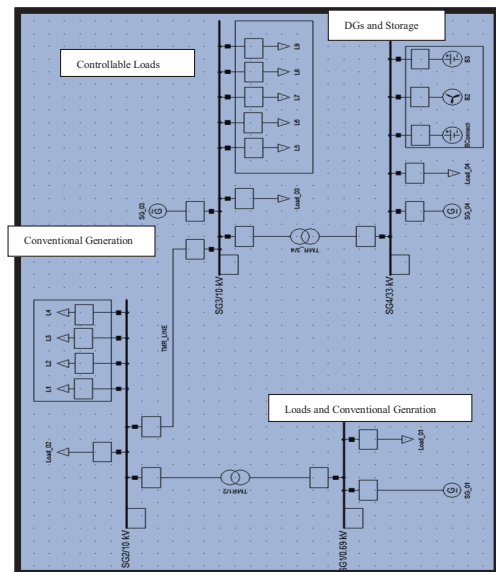 DGs and Storage
Controllable Loads
L9
L8
L7
L6
L5
B3
B2
BConnect
Load_03
Load_04
SG_03
SG_04
TMR_3/4
Conventional Generation
SG3/10 kV
SG4/33 kV
TMR_LINE
L4
L3
L2
L1
Loads and Conventional Genration
Load_02
Load_01
TMR1/2
SG_01
SG2/10 kV
SG1/0.69 kV